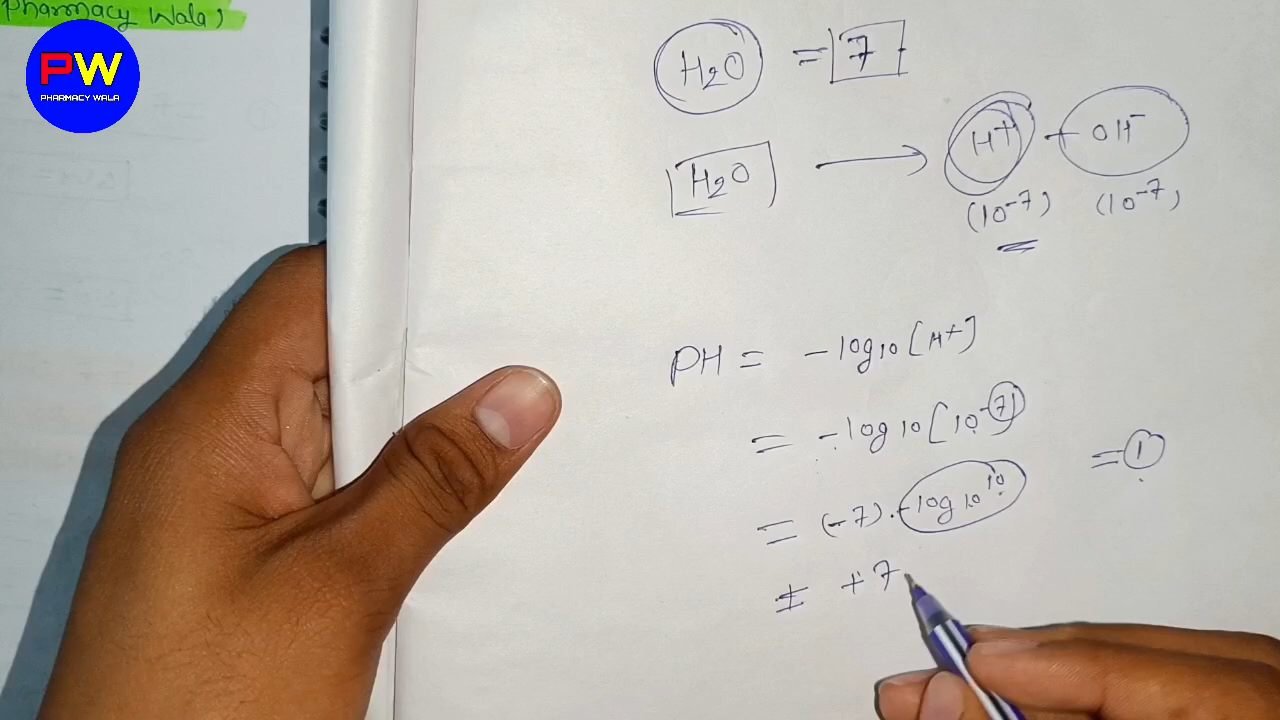 Pharmacy Wala)
PW
PHARMACY WALA
H2O = 7
H2O → H+ + OH-
(10-7) (10-7)
PH = - log10 [H+]
= - log10 [10-7]
= (-7) . - log10 10 = 1
= + 7